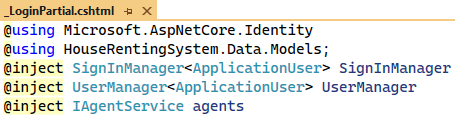 _LoginPartial.cshtml
@using Microsoft.AspNetCore.Identity
@using HouseRentingSystem.Data.Models;
@inject SignInManager<ApplicationUser> SignInManager
@inject UserManager<ApplicationUser> UserManager
@inject IAgentService agents